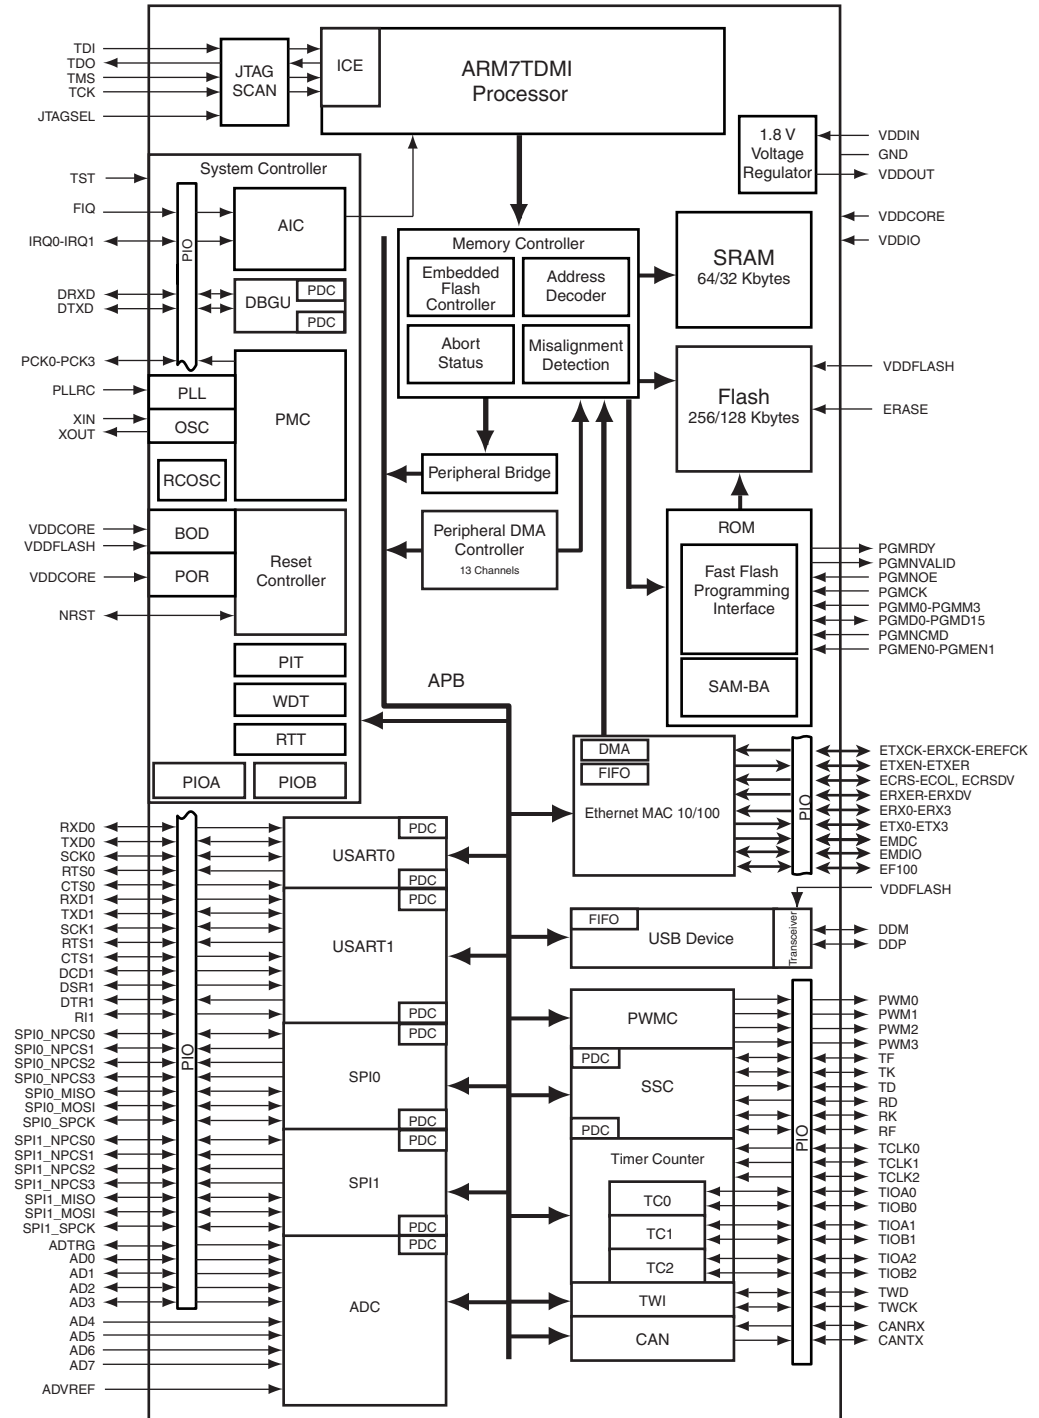 TDI
TDO
TMS
TCK
JTAGSEL
JTAG
SCAN
ICE
ARM7TDMI
Processor
1.8 V
Voltage
Regulator
VDDIN
GND
VDDOUT
VDDCORE
VDDIO
System Controller
TST
FIQ
IRQ0-IRQ1
PIO
AIC
DRXD
DTXD
DBGU
PDC
PDC
PCK0-PCK3
PLLRC
PLL
XIN
XOUT
OSC
PMC
RCOSC
VDDCORE
VDDFLASH
BOD
VDDCORE
POR
Reset
Controller
NRST
PIT
WDT
RTT
PIOA
PIOB
Memory Controller
Embedded
Flash
Controller
Address
Decoder
Abort
Status
Misalignment
Detection
SRAM
64/32 Kbytes
Flash
256/128 Kbytes
VDDFLASH
ERASE
Peripheral Bridge
Peripheral DMA
Controller
13 Channels
ROM
Fast Flash
Programming
Interface
SAM-BA
PGMRDY
PGMNVALID
PGMNOE
PGMCK
PGMM0-PGMM3
PGMD0-PGMD15
PGMNCMD
PGMEN0-PGMEN1
APB
DMA
FIFO
Ethernet MAC 10/100
PIO
ETXCK-ERXCK-EREFCK
ETXEN-ETXER
ECRS-ECOL, ECRSDV
ERXER-ERXDV
ERX0-ERX3
ETX0-ETX3
EMDC
EMDIO
EF100
VDDFLASH
FIFO
USB Device
Transceiver
DDM
DDP
RXD0
TXD0
SCK0
RTS0
CTS0
RXD1
TXD1
SCK1
RTS1
CTS1
DCD1
DSR1
DTR1
RI1
SPI0_NPCS0
SPI0_NPCS1
SPI0_NPCS2
SPI0_NPCS3
SPI0_MISO
SPI0_MOSI
SPI0_SPCK
SPI1_NPCS0
SPI1_NPCS1
SPI1_NPCS2
SPI1_NPCS3
SPI1_MISO
SPI1_MOSI
SPI1_SPCK
ADTRG
AD0
AD1
AD2
AD3
AD4
AD5
AD6
AD7
ADVREF
PIO
PDC
USART0
PDC
PDC
USART1
PDC
PDC
SPI0
PDC
PDC
SPI1
PDC
PDC
ADC
PWMC
PDC
SSC
PDC
Timer Counter
TC0
TC1
TC2
TWI
CAN
PIO
PWM0
PWM1
PWM2
PWM3
TF
TK
TD
RD
RK
RF
TCLK0
TCLK1
TCLK2
TIOA0
TIOB0
TIOA1
TIOB1
TIOA2
TIOB2
TWD
TWCK
CANRX
CANTX